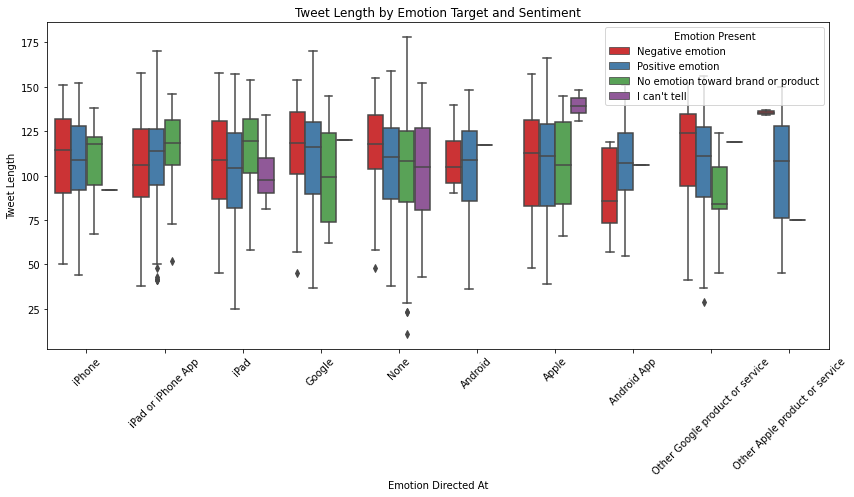 Tweet Length by Emotion Target and Sentiment
Emotion Present
Negative emotion
Positive emotion
No emotion toward brand or product
I can't tell
Tweet Length
175
150
125
100
75
50
25
iPhone
iPad or iPhone App
iPad
Google
None
Android
Apple
Android App
Other Google product or service
Other Apple product or service
Emotion Directed At